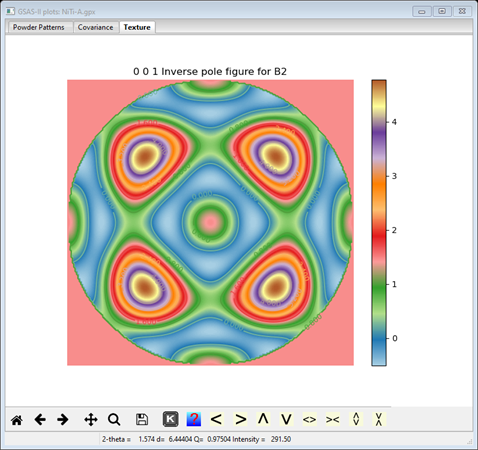 GSAS-II plots: NiTi-A.gpx
Powder Patterns Covariance Texture
0 0 1 Inverse pole figure for B2
4
3
2
1
0
K ? < > Λ V <> ><
2-theta = 1.574 d= 6.44404 Q= 0.97504 Intensity = 291.50